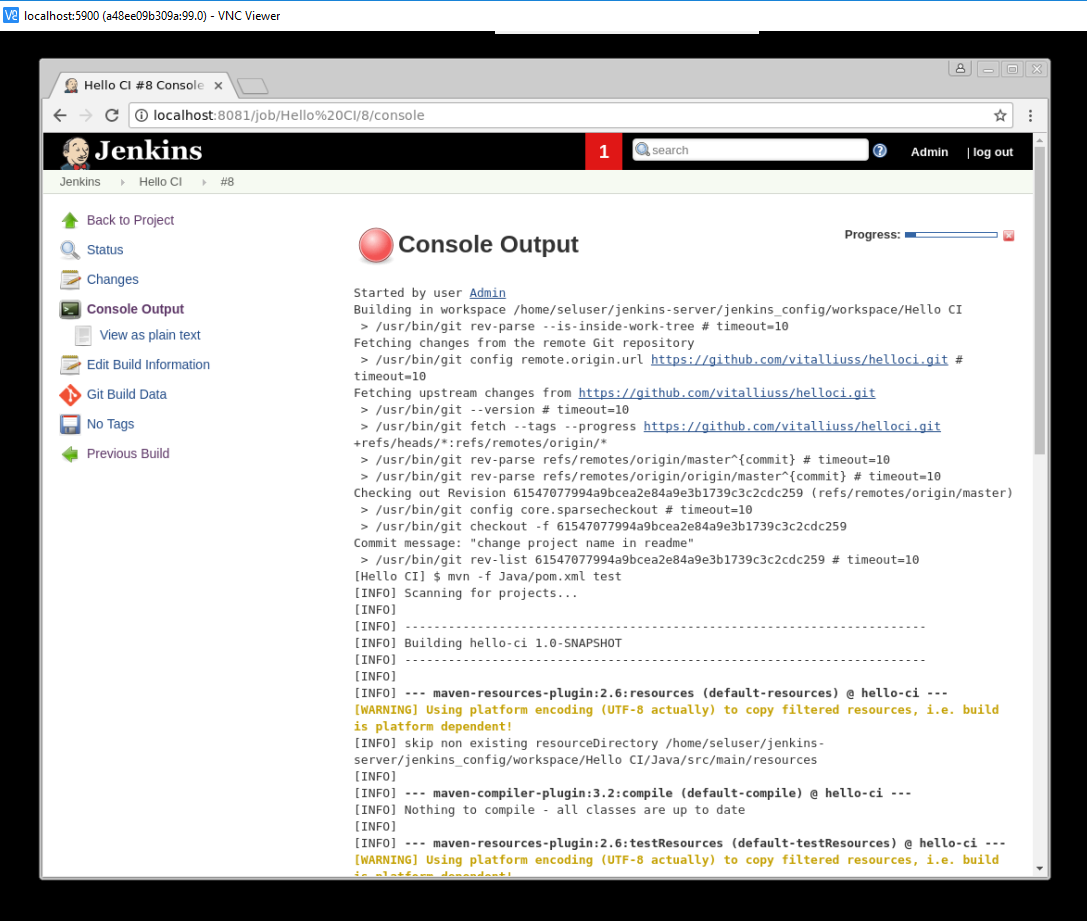 localhost:5900 (a48ee09b309a:99.0) - VNC Viewer
Hello CI #8 Console
localhost:8081/job/Hello%20CI/8/console
Jenkins
1
search
Admin | log out
Jenkins Hello CI #8
Back to Project
Status
Changes
Console Output
View as plain text
Edit Build Information
Git Build Data
No Tags
Previous Build
Console Output
Progress:
Started by user Admin
Building in workspace /home/seluser/jenkins-server/jenkins_config/workspace/Hello CI
> /usr/bin/git rev-parse --is-inside-work-tree # timeout=10
Fetching changes from the remote Git repository
> /usr/bin/git config remote.origin.url https://github.com/vitalliuss/helloci.git #
timeout=10
Fetching upstream changes from https://github.com/vitalliuss/helloci.git
> /usr/bin/git --version # timeout=10
> /usr/bin/git fetch --tags --progress https://github.com/vitalliuss/helloci.git
+refs/heads/*:refs/remotes/origin/*
> /usr/bin/git rev-parse refs/remotes/origin/master^{commit} # timeout=10
> /usr/bin/git rev-parse refs/remotes/origin/origin/master^{commit} # timeout=10
Checking out Revision 61547077994a9bcea2e84a9e3b1739c3c2cdc259 (refs/remotes/origin/master)
> /usr/bin/git config core.sparsecheckout # timeout=10
> /usr/bin/git checkout -f 61547077994a9bcea2e84a9e3b1739c3c2cdc259
Commit message: "change project name in readme"
> /usr/bin/git rev-list 61547077994a9bcea2e84a9e3b1739c3c2cdc259 # timeout=10
[Hello CI] $ mvn -f Java/pom.xml test
[INFO] Scanning for projects...
[INFO]
[INFO] ------------------------------------------------------------------------
[INFO] Building hello-ci 1.0-SNAPSHOT
[INFO] ------------------------------------------------------------------------
[INFO]
[INFO] --- maven-resources-plugin:2.6:resources (default-resources) @ hello-ci ---
[WARNING] Using platform encoding (UTF-8 actually) to copy filtered resources, i.e. build
is platform dependent!
[INFO] skip non existing resourceDirectory /home/seluser/jenkins-
server/jenkins_config/workspace/Hello CI/Java/src/main/resources
[INFO]
[INFO] --- maven-compiler-plugin:3.2:compile (default-compile) @ hello-ci ---
[INFO] Nothing to compile - all classes are up to date
[INFO]
[INFO] --- maven-resources-plugin:2.6:testResources (default-testResources) @ hello-ci ---
[WARNING] Using platform encoding (UTF-8 actually) to copy filtered resources, i.e. build
is platform dependent!